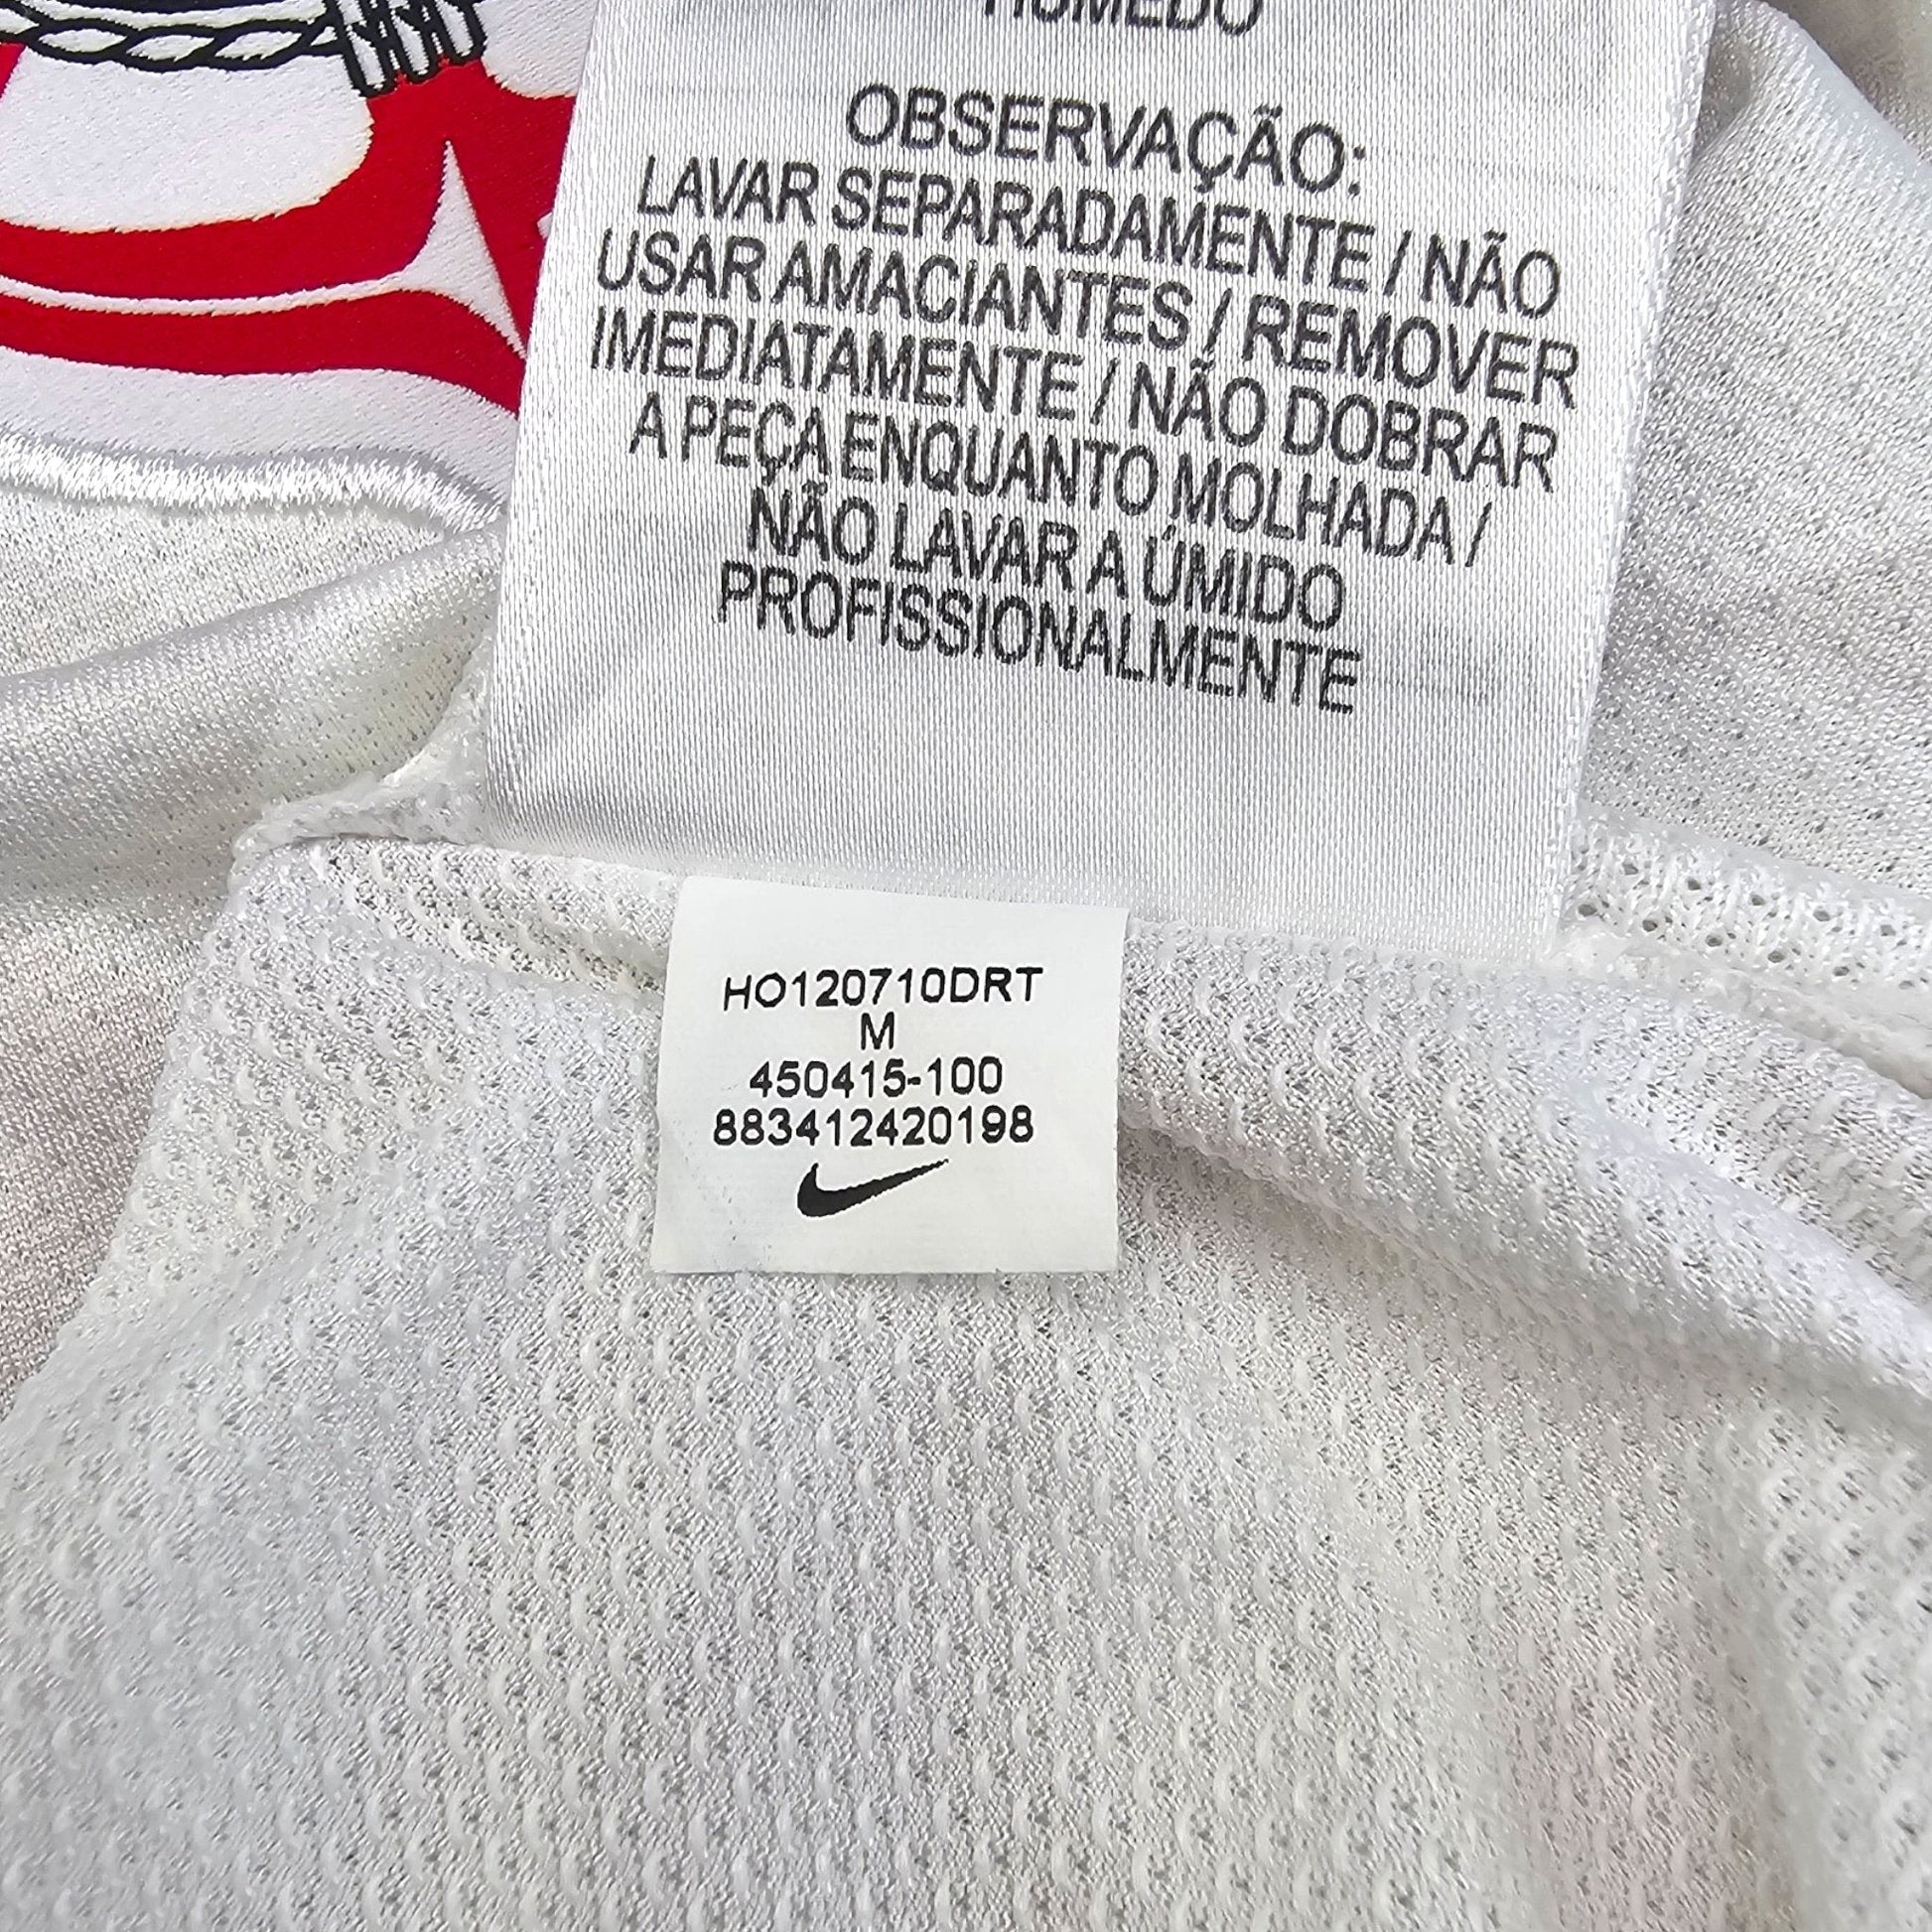 HÚMEDO
OBSERVAÇÃO:
LAVAR SEPARADAMENTE / NÃO
USAR AMACIANTES / REMOVER
IMEDIATAMENTE / NÃO DOBRAR
A PEÇA ENQUANTO MOLHADA /
NÃO LAVAR A ÚMIDO
PROFISSIONALMENTE
HO120710DRT
M
450415-100
883412420198